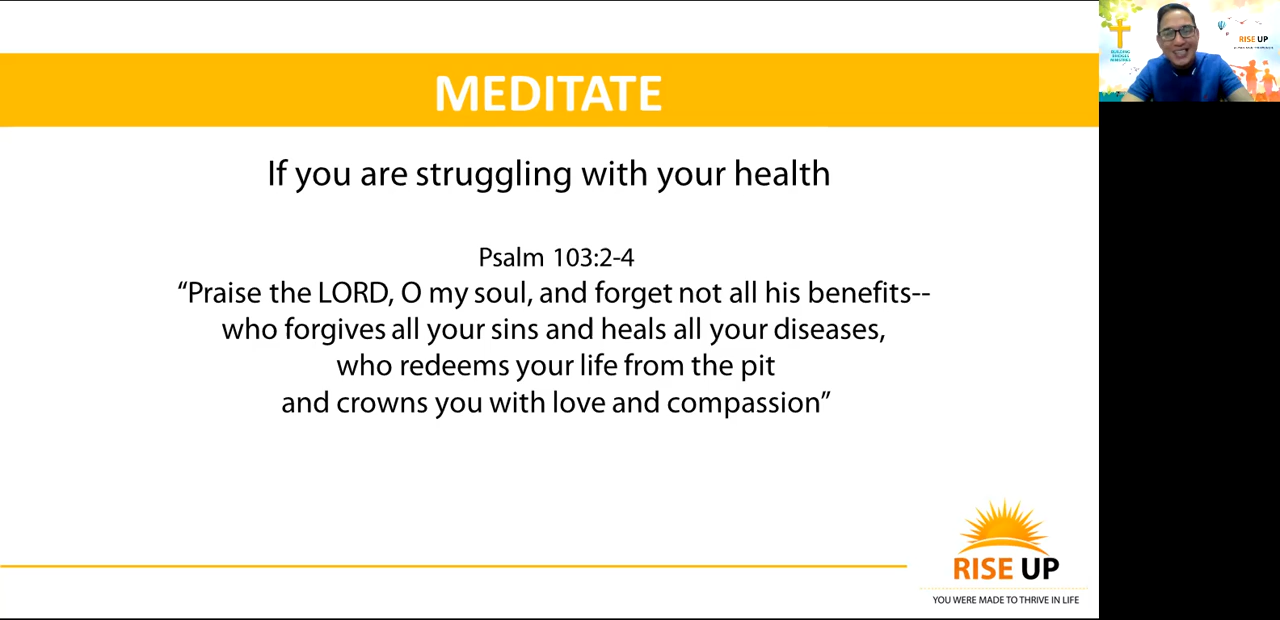 MEDITATE
If you are struggling with your health
Psalm 103:2-4
“Praise the LORD, O my soul, and forget not all his benefits--
who forgives all your sins and heals all your diseases,
who redeems your life from the pit
and crowns you with love and compassion”
RISE UP
YOU WERE MADE TO THRIVE IN LIFE
BUILDING
BRIDGES
MINISTRIES
RISE UP